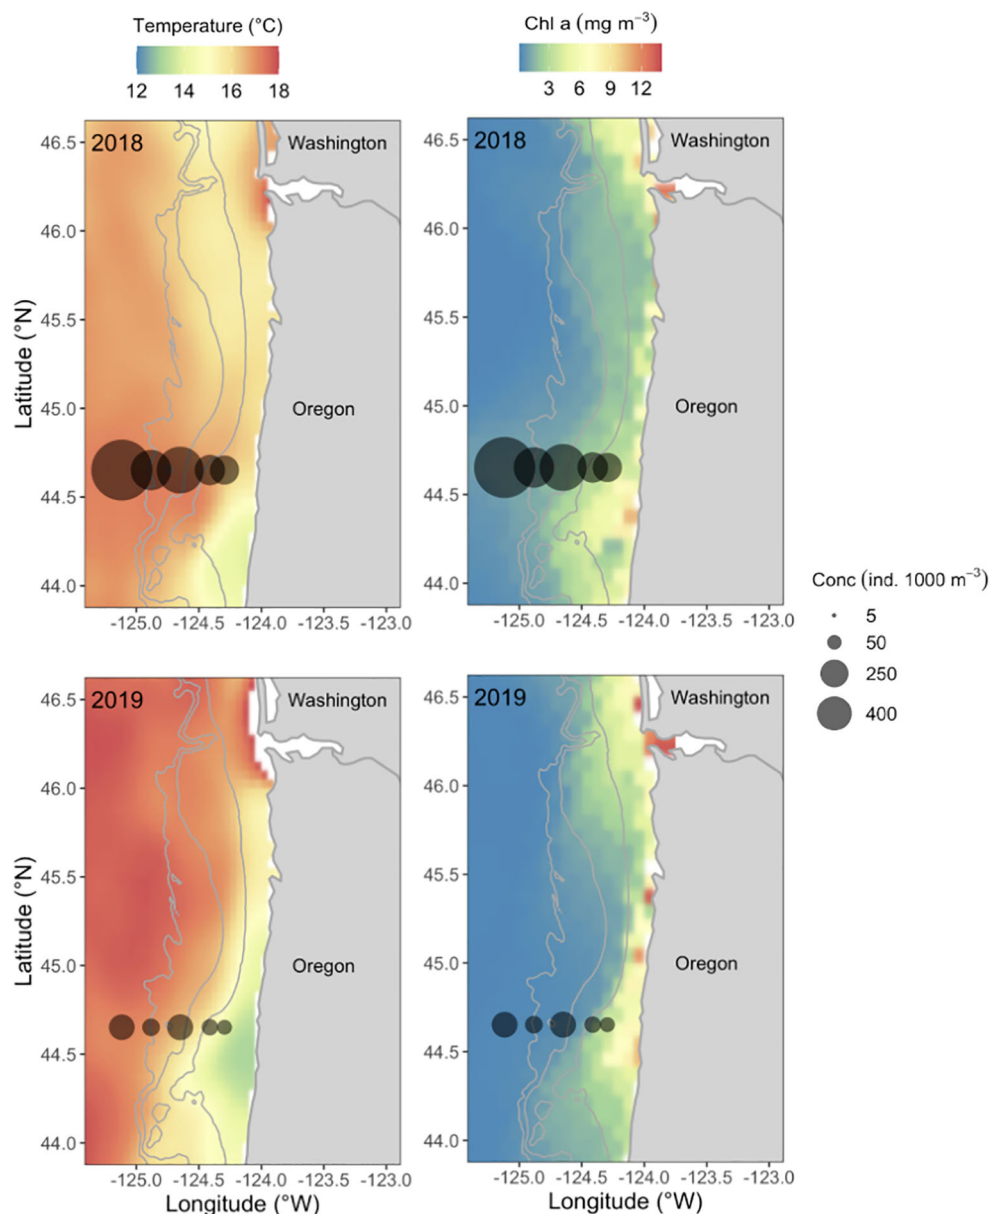 Temperature (°C)
12 14 16 18
Chl a (mg m⁻³)
3 6 9 12
2018
Washington
Oregon
46.5
46.0
45.5
45.0
44.5
44.0
Latitude (°N)
-125.0 -124.5 -124.0 -123.5 -123.0
2018
Washington
Oregon
46.5
46.0
45.5
45.0
44.5
44.0
-125.0 -124.5 -124.0 -123.5 -123.0
Conc (ind. 1000 m⁻³)
5
50
250
400
2019
Washington
Oregon
46.5
46.0
45.5
45.0
44.5
44.0
Latitude (°N)
-125.0 -124.5 -124.0 -123.5 -123.0
Longitude (°W)
2019
Washington
Oregon
46.5
46.0
45.5
45.0
44.5
44.0
-125.0 -124.5 -124.0 -123.5 -123.0
Longitude (°W)